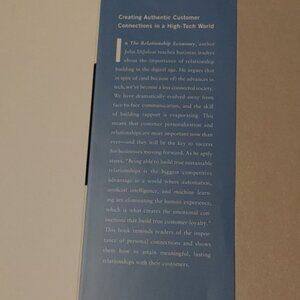 Creating Authentic Customer
Connections in a High-Tech World
In The Relationship Economy, author
John DiJulius teaches business leaders
about the importance of relationship
building in the digital age. He argues that
in spite of (and because of) the advances in
tech, we've become a less connected society.
We have dramatically evolved away from
face-to-face communication, and the skill
of building rapport is evaporating. This
means that customer personalization and
relationships are more important now than
ever—and they will be the key to success
for businesses moving forward. As he aptly
states, "Being able to build true sustainable
relationships is the biggest competitive
advantage in a world where automation,
artificial intelligence, and machine learn-
ing are eliminating the human experience,
which is what creates the emotional con-
nections that build true customer loyalty."
This book reminds readers of the impor-
tance of personal connections and shows
them how to attain meaningful, lasting
relationships with their customers.